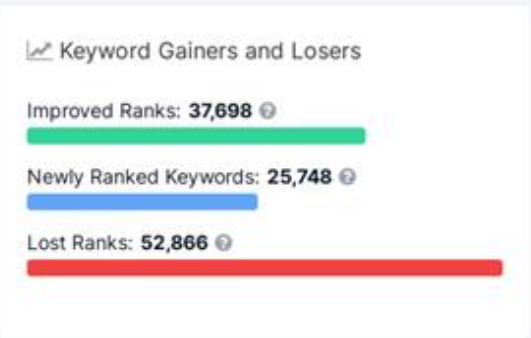 Keyword Gainers and Losers
Improved Ranks: 37,698 ?
Newly Ranked Keywords: 25,748 ?
Lost Ranks: 52,866 ?